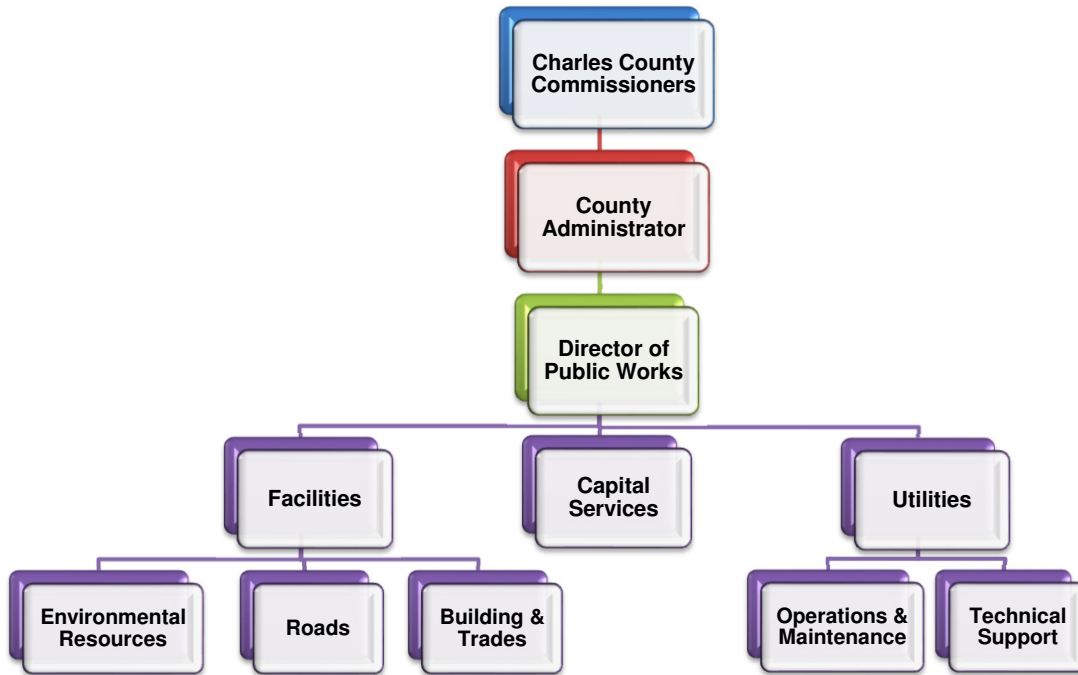 Charles County
Commissioners
County
Administrator
Director of
Public Works
Facilities
Capital
Services
Utilities
Environmental
Resources
Roads
Building &
Trades
Operations &
Maintenance
Technical
Support